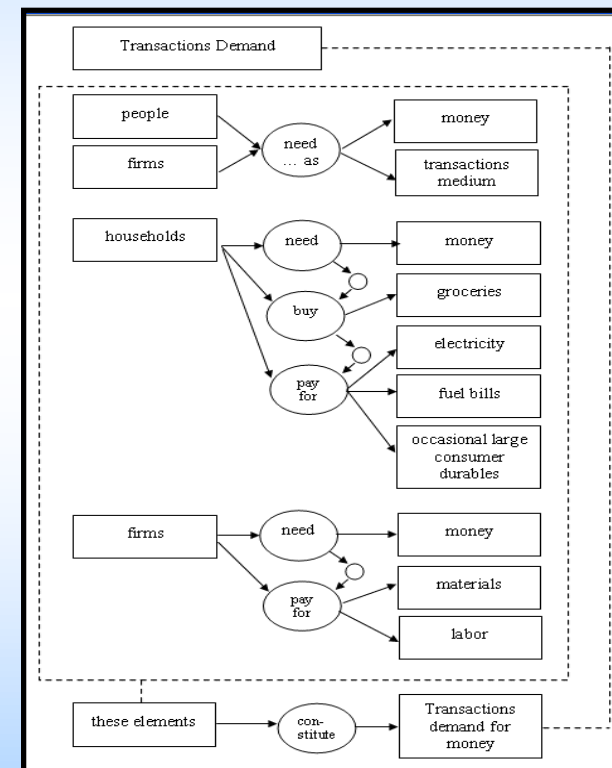 Transactions Demand
people
firms
need
... as
money
transactions
medium
households
need
money
buy
groceries
electricity
pay
for
fuel bills
occasional large
consumer
durables
firms
need
money
pay
for
materials
labor
these elements
con-
stitute
Transactions
demand for
money